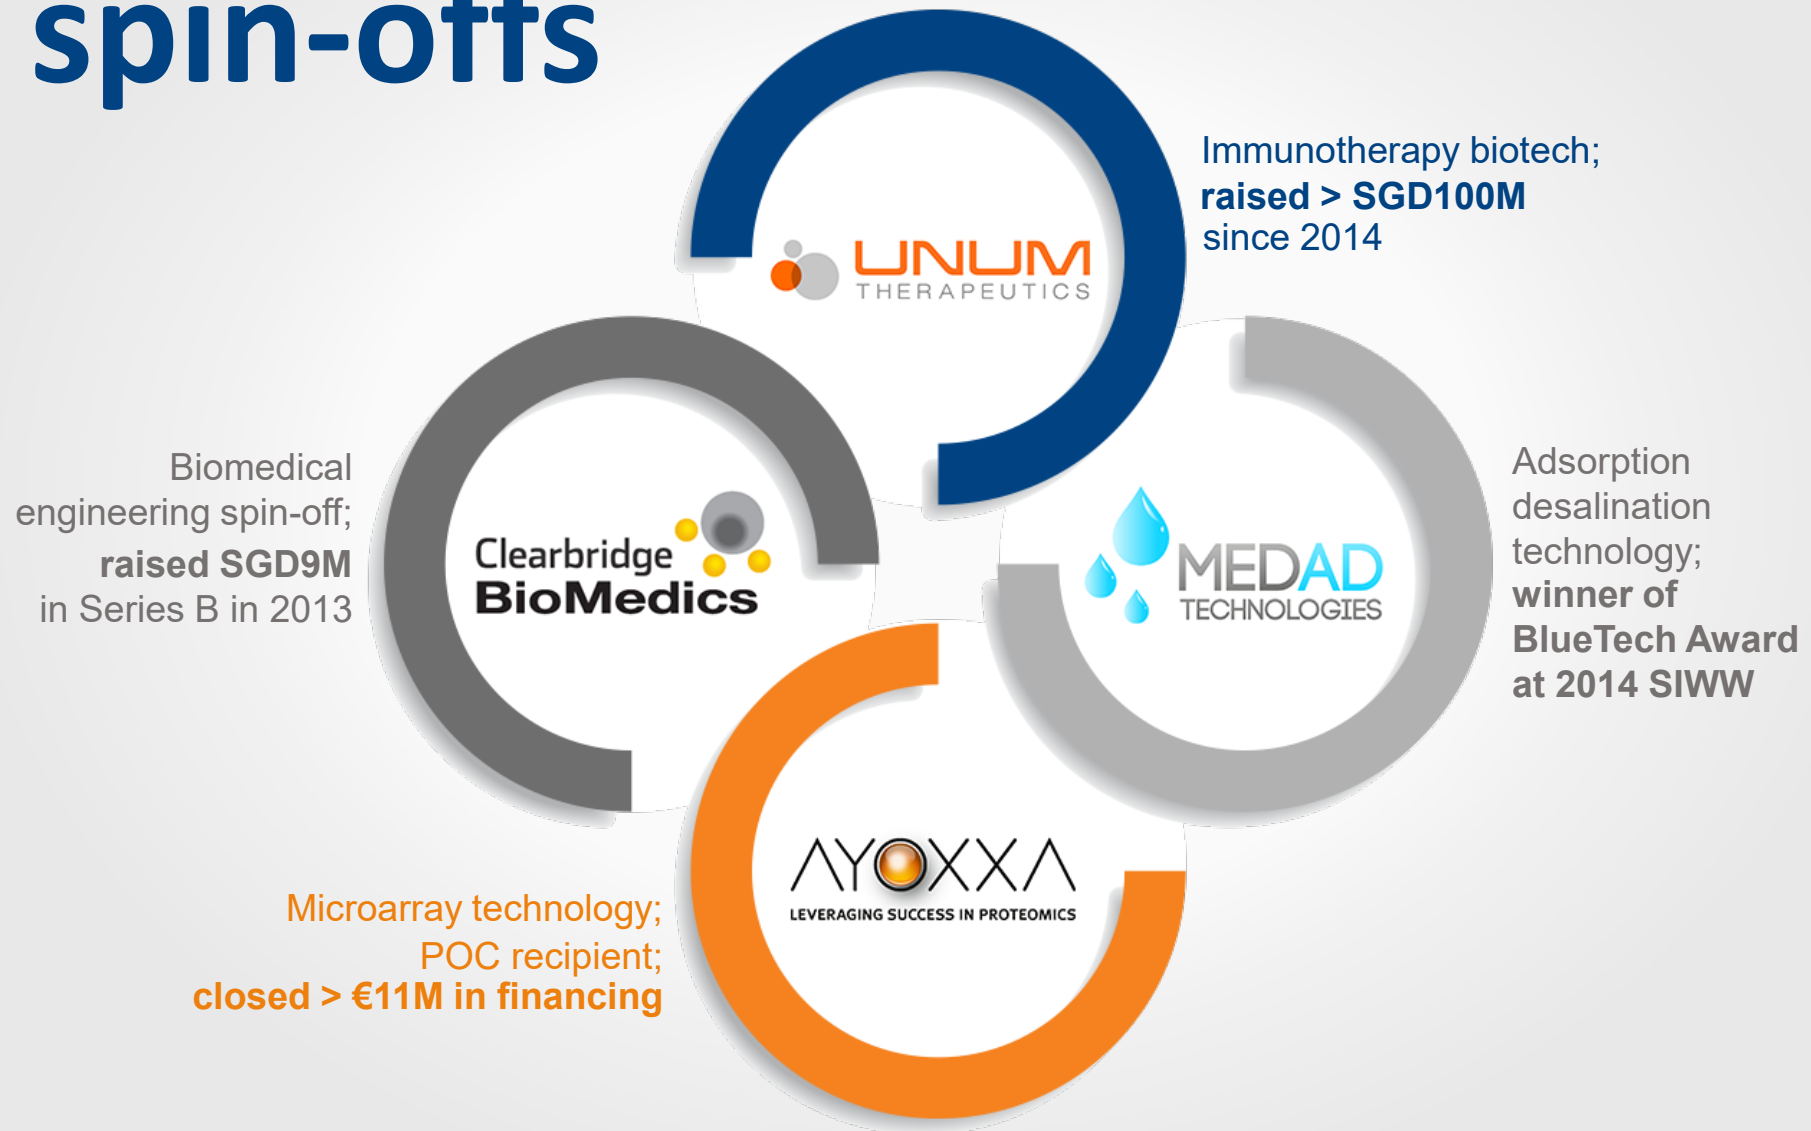 spin-offs
Immunotherapy biotech;
raised > SGD100M
since 2014
UNUM
THERAPEUTICS
Biomedical
engineering spin-off;
raised SGD9M
in Series B in 2013
Clearbridge
BioMedics
MEDAD
TECHNOLOGIES
Adsorption
desalination
technology;
winner of
BlueTech Award
at 2014 SIWW
AYOXXA
LEVERAGING SUCCESS IN PROTEOMICS
Microarray technology;
POC recipient;
closed > €11M in financing